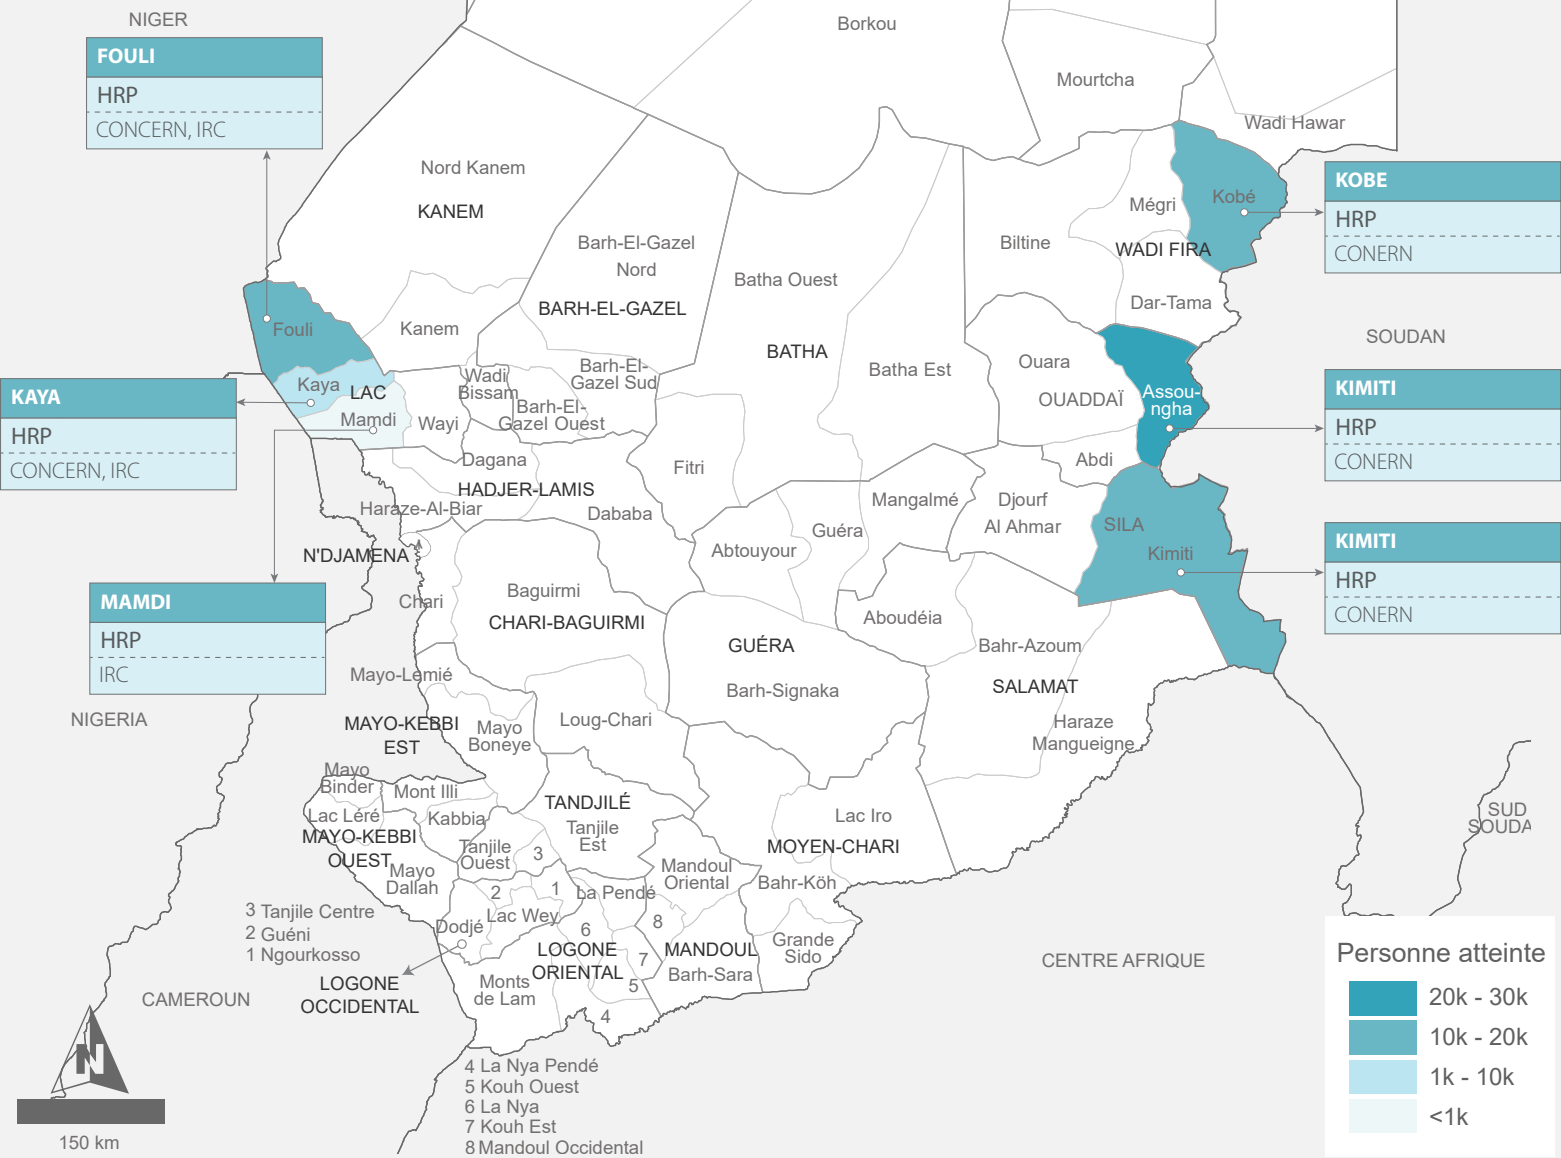 NIGER
FOULI
HRP
CONCERN, IRC
Borkou
Mourtcha
Wadi Hawar
Nord Kanem
KANEM
KOBE
HRP
CONERN
Kobé
Mégri
WADI FIRA
Biltine
Barh-El-Gazel
Nord
BARH-EL-GAZEL
Batha Ouest
Dar-Tama
Fouli
Kanem
BATHA
SOUDAN
Ouara
OUADDAÏ
Batha Est
Barh-El-
Gazel Sud
Wadi
Bissam
Barh-El-
Gazel Ouest
Kaya
LAC
Mamdi
Wayi
Assou-
ngha
KIMITI
HRP
CONERN
KAYA
HRP
CONCERN, IRC
Dagana
HADJER-LAMIS
Haraze-Al-Biar
Dababa
Fitri
Abdi
Mangalmé
Djourf
Al Ahmar
Guéra
Abtouyour
SILA
Kimiti
KIMITI
HRP
CONERN
N'DJAMENA
Chari
Baguirmi
CHARI-BAGUIRMI
MAMDI
HRP
IRC
Aboudéia
GUÉRA
Bahr-Azoum
Barh-Signaka
SALAMAT
Mayo-Lemié
NIGERIA
MAYO-KEBBI
EST
Mayo
Boneye
Loug-Chari
Haraze
Mangueigne
Mayo
Binder
Mont Illi
Lac Léré
Kabbia
TANDJILÉ
Tanjile
Est
Lac Iro
MOYEN-CHARI
SUD
SOUDA
MAYO-KEBBI
OUEST
Mayo
Dallah
Tanjile
Ouest
3
Mandoul
Oriental
Bahr-Köh
2
1
La Pendé
3 Tanjile Centre
2 Guéni
1 Ngourkosso
Dodjé
Lac Wey
6
8
LOGONE
ORIENTAL
MANDOUL
Barh-Sara
Grande
Sido
7
5
4
Monts
de Lam
LOGONE
OCCIDENTAL
CAMEROUN
CENTRE AFRIQUE
4 La Nya Pendé
5 Kouh Ouest
6 La Nya
7 Kouh Est
8 Mandoul Occidental
N
150 km
Personne atteinte
20k - 30k
10k - 20k
1k - 10k
<1k